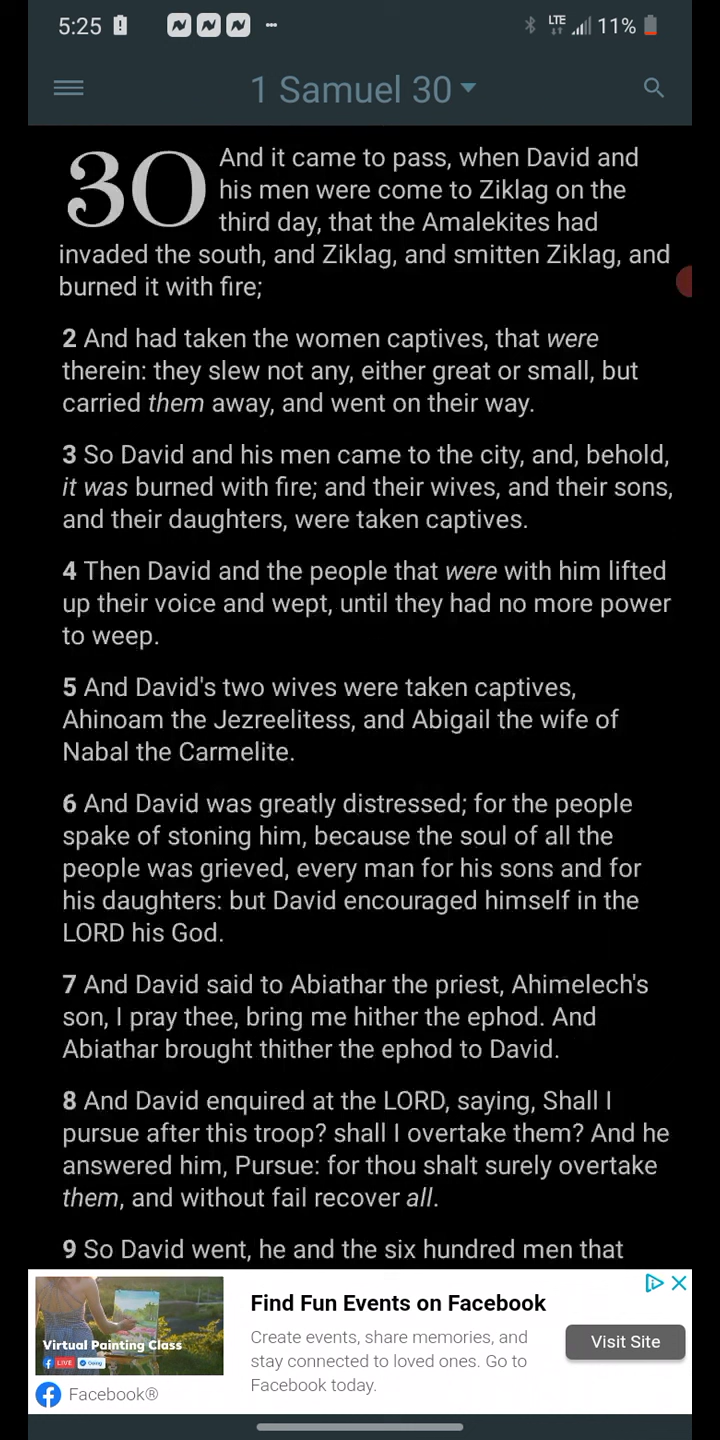 5:25
LTE 11%
1 Samuel 30
30 And it came to pass, when David and
his men were come to Ziklag on the
third day, that the Amalekites had
invaded the south, and Ziklag, and smitten Ziklag, and
burned it with fire;
2 And had taken the women captives, that were
therein: they slew not any, either great or small, but
carried them away, and went on their way.
3 So David and his men came to the city, and, behold,
it was burned with fire; and their wives, and their sons,
and their daughters, were taken captives.
4 Then David and the people that were with him lifted
up their voice and wept, until they had no more power
to weep.
5 And David's two wives were taken captives,
Ahinoam the Jezreelitess, and Abigail the wife of
Nabal the Carmelite.
6 And David was greatly distressed; for the people
spake of stoning him, because the soul of all the
people was grieved, every man for his sons and for
his daughters: but David encouraged himself in the
LORD his God.
7 And David said to Abiathar the priest, Ahimelech's
son, I pray thee, bring me hither the ephod. And
Abiathar brought thither the ephod to David.
8 And David enquired at the LORD, saying, Shall I
pursue after this troop? shall I overtake them? And he
answered him, Pursue: for thou shalt surely overtake
them, and without fail recover all.
9 So David went, he and the six hundred men that
Virtual Painting Class
LIVE Going
Facebook®
Find Fun Events on Facebook
Create events, share memories, and
stay connected to loved ones. Go to
Facebook today.
Visit Site